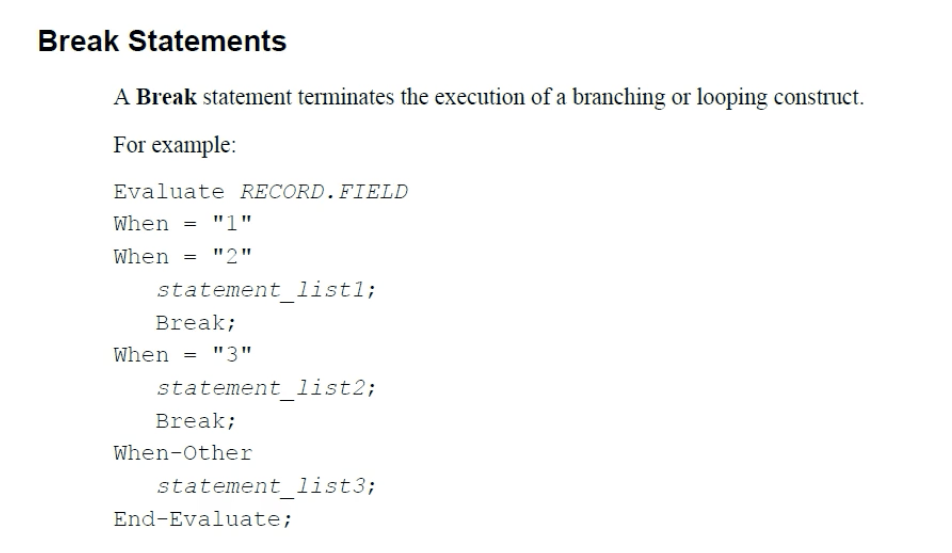 Break Statements
A Break statement terminates the execution of a branching or looping construct.
For example:
Evaluate RECORD.FIELD
When = "1"
When = "2"
   statement_list1;
   Break;
When = "3"
   statement_list2;
   Break;
When-Other
   statement_list3;
End-Evaluate;